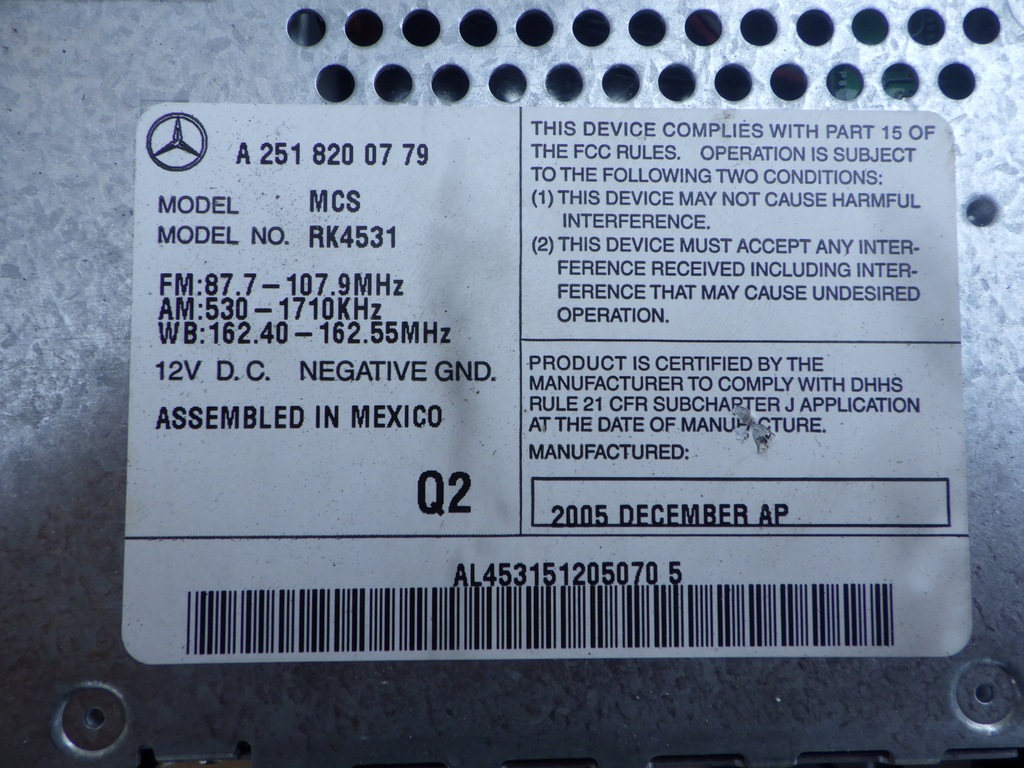 A 251 820 07 79
MODEL MCS
MODEL NO. RK4531
FM:87.7–107.9MHz
AM:530–1710KHz
WB:162.40–162.55MHz
12V D.C. NEGATIVE GND.
ASSEMBLED IN MEXICO
Q2
THIS DEVICE COMPLIES WITH PART 15 OF
THE FCC RULES. OPERATION IS SUBJECT
TO THE FOLLOWING TWO CONDITIONS:
(1) THIS DEVICE MAY NOT CAUSE HARMFUL
INTERFERENCE.
(2) THIS DEVICE MUST ACCEPT ANY INTER-
FERENCE RECEIVED INCLUDING INTER-
FERENCE THAT MAY CAUSE UNDESIRED
OPERATION.
PRODUCT IS CERTIFIED BY THE
MANUFACTURER TO COMPLY WITH DHHS
RULE 21 CFR SUBCHAPTER J APPLICATION
AT THE DATE OF MANUFACTURE.
MANUFACTURED:
2005 DECEMBER AP
AL453151205070 5